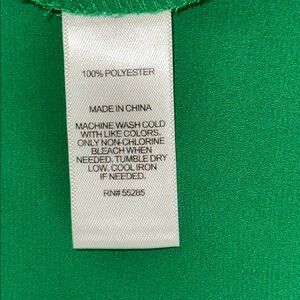 100% POLYESTER
MADE IN CHINA
MACHINE WASH COLD
WITH LIKE COLORS.
ONLY NON-CHLORINE
BLEACH WHEN
NEEDED. TUMBLE DRY
LOW. COOL IRON
IF NEEDED.
RN# 55285